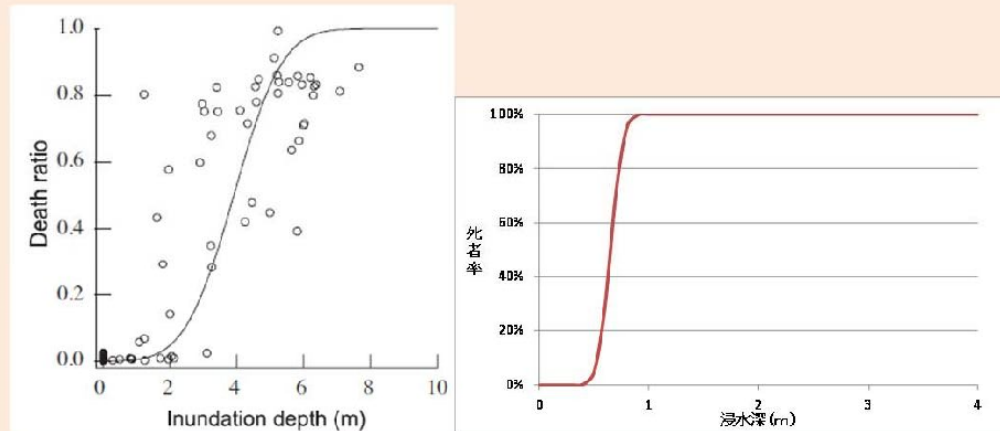 1.0
0.8
0.6
0.4
0.2
0.0
Death ratio
0 2 4 6 8 10
Inundation depth (m)
100%
80%
60%
40%
20%
0%
死者率
0 1 2 3 4
浸水深(m)